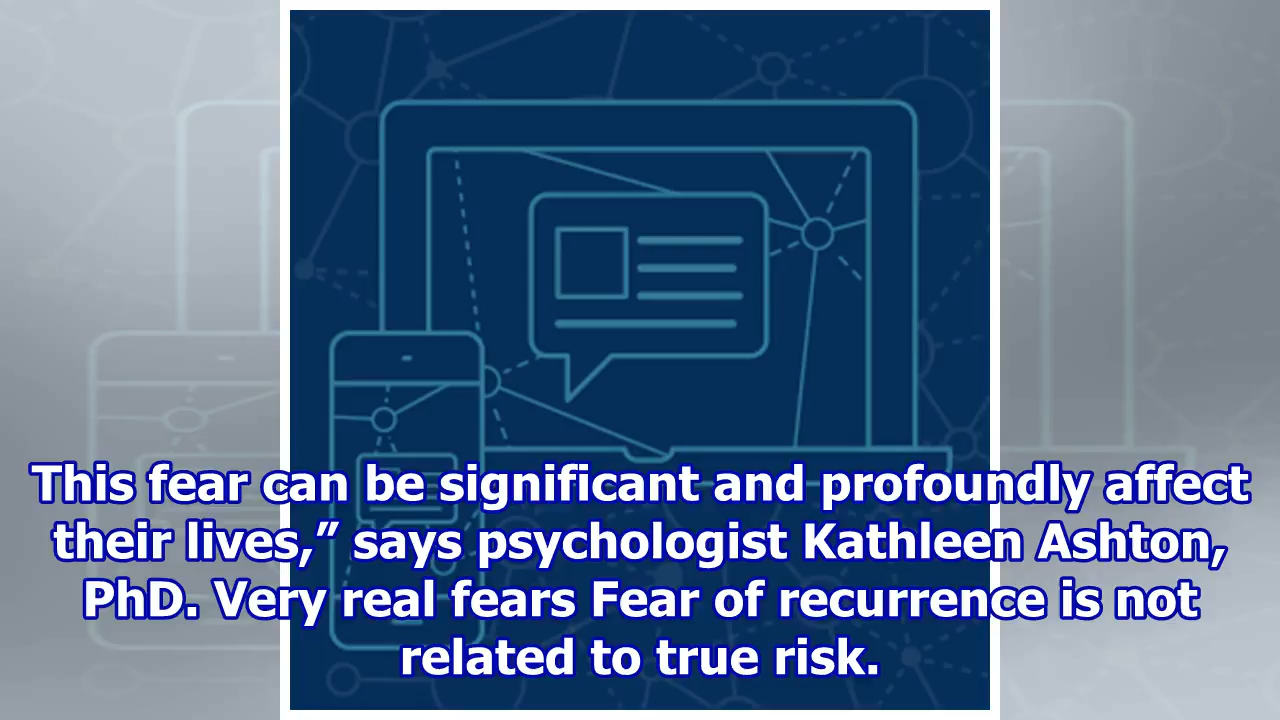 This fear can be significant and profoundly affect
their lives,” says psychologist Kathleen Ashton,
PhD. Very real fears Fear of recurrence is not
related to true risk.